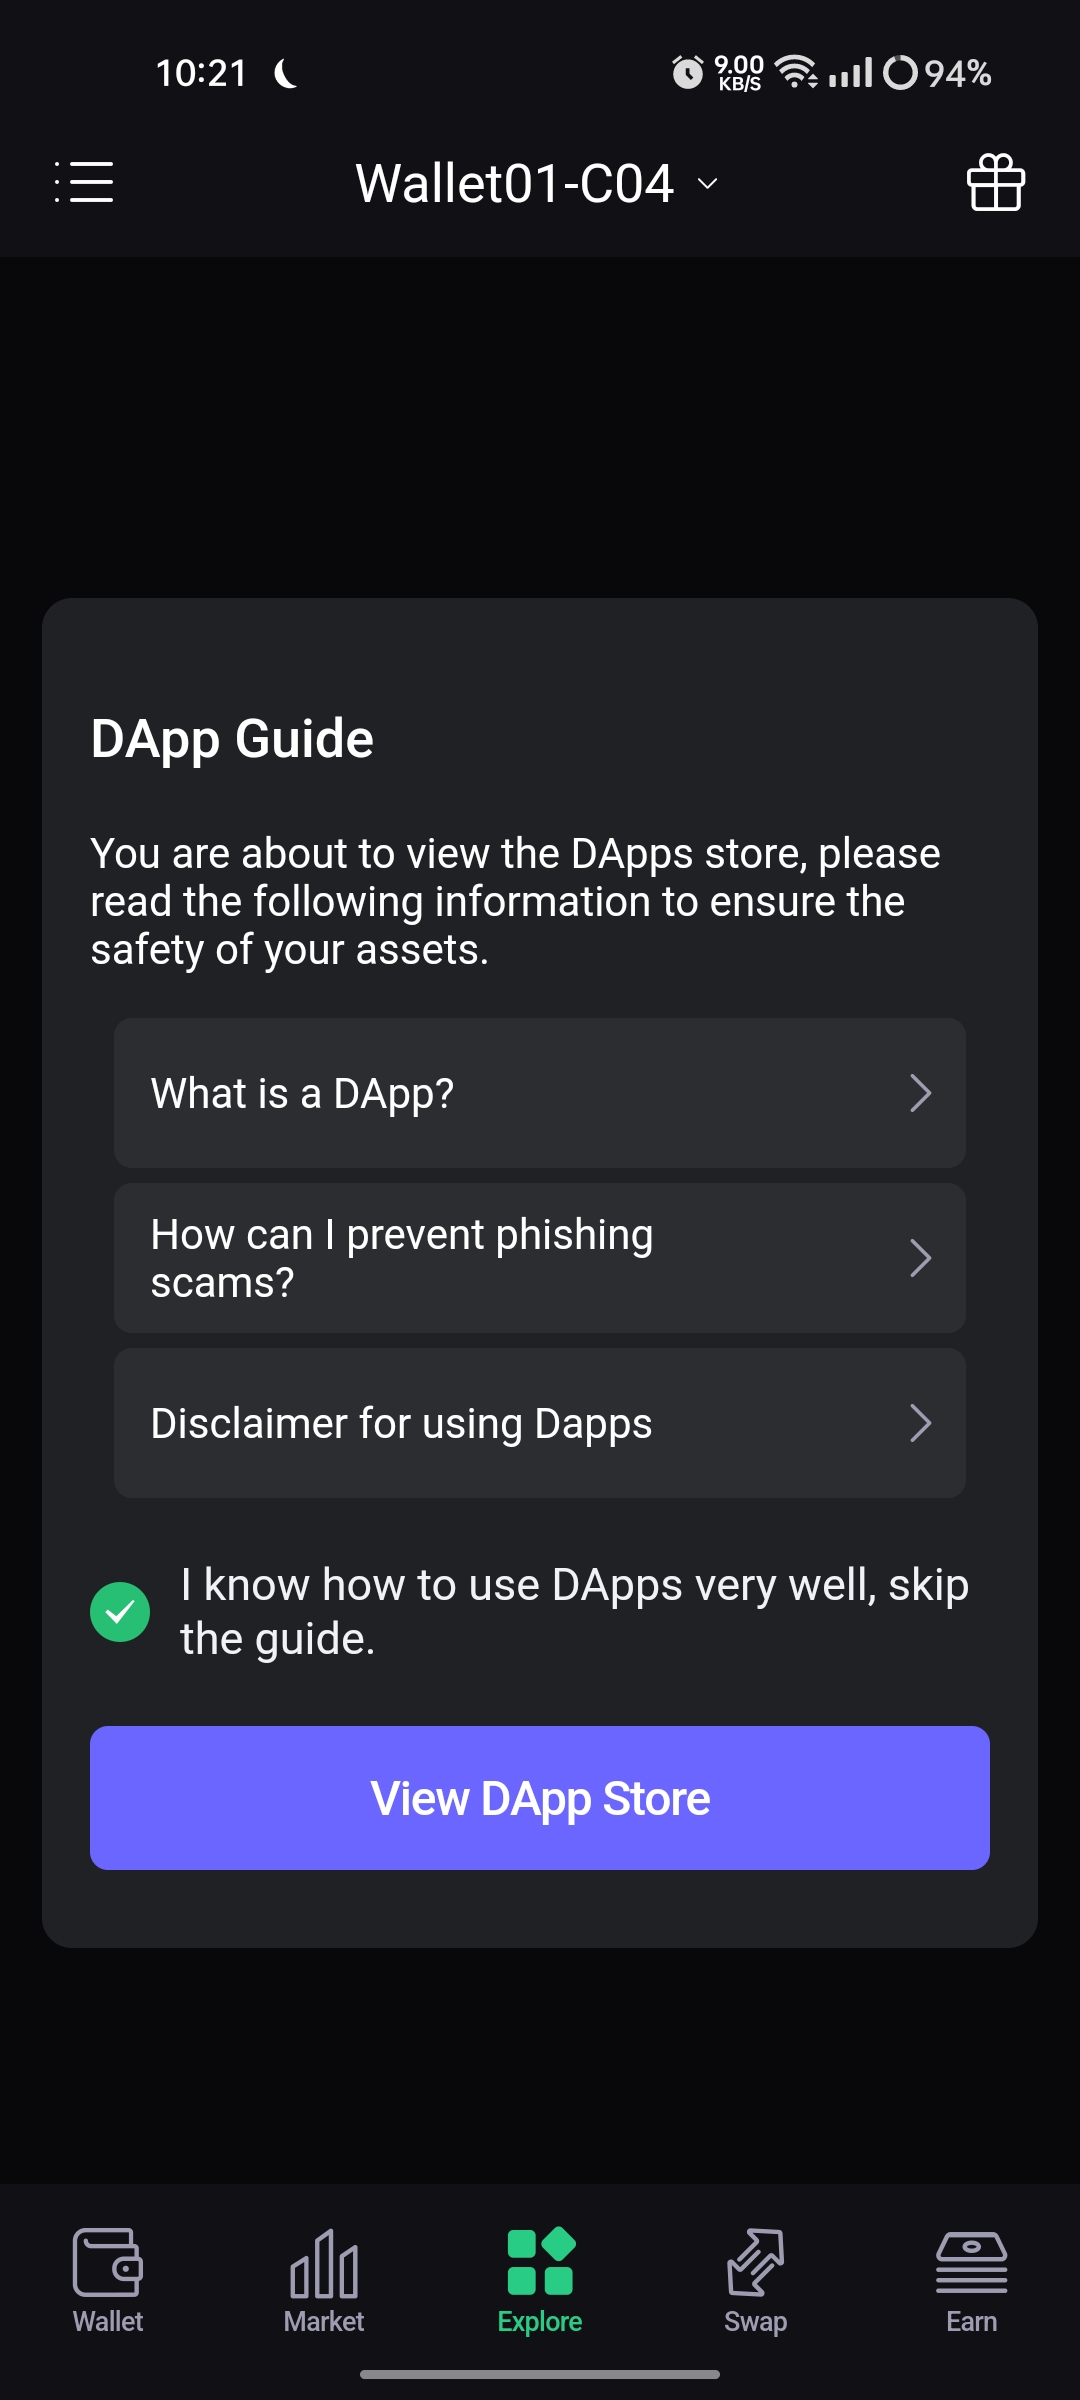 10:21
9.00
KB/S
94%
Wallet01-C04
DApp Guide
You are about to view the DApps store, please
read the following information to ensure the
safety of your assets.
What is a DApp?
How can I prevent phishing
scams?
Disclaimer for using Dapps
I know how to use DApps very well, skip
the guide.
View DApp Store
Wallet
Market
Explore
Swap
Earn